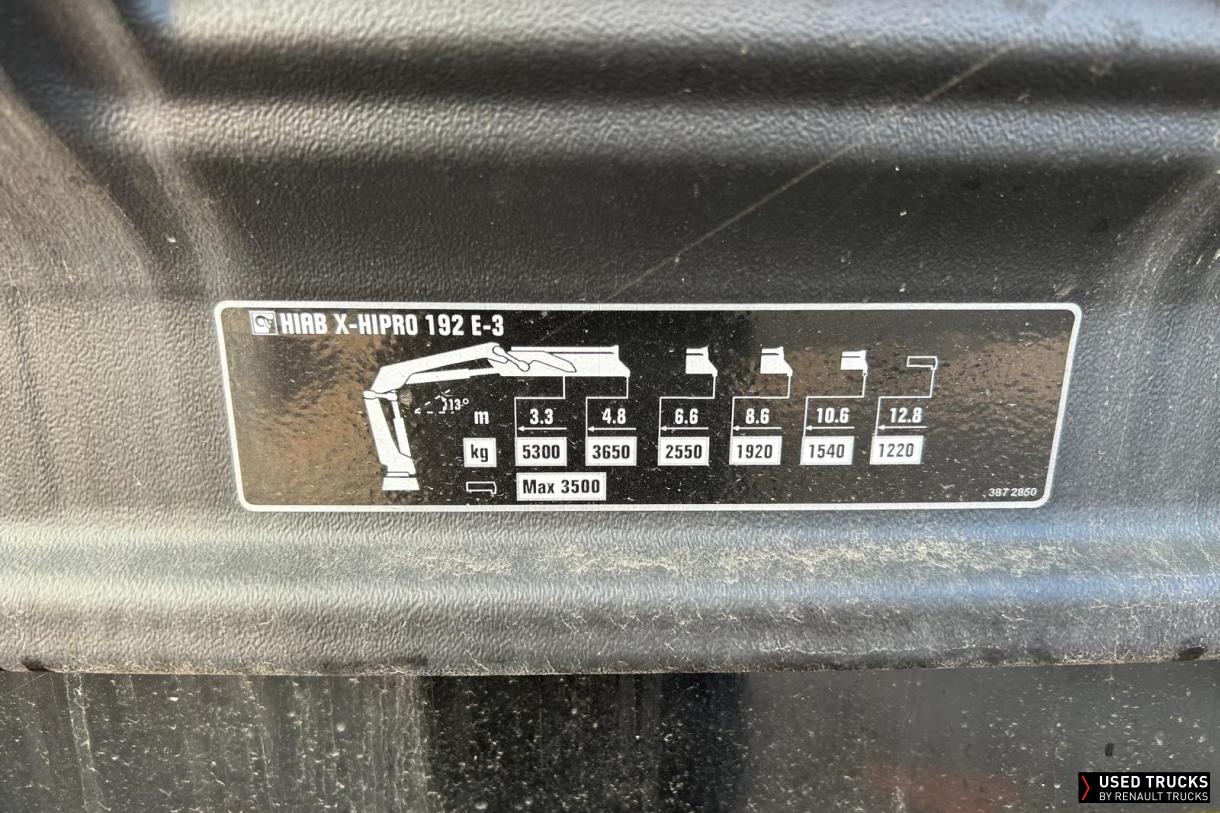 HIAB X-HIPRO 192 E-3
13°
m 3.3 4.8 6.6 8.6 10.6 12.8
kg 5300 3650 2550 1920 1540 1220
Max 3500
387 2850
USED TRUCKS
BY RENAULT TRUCKS